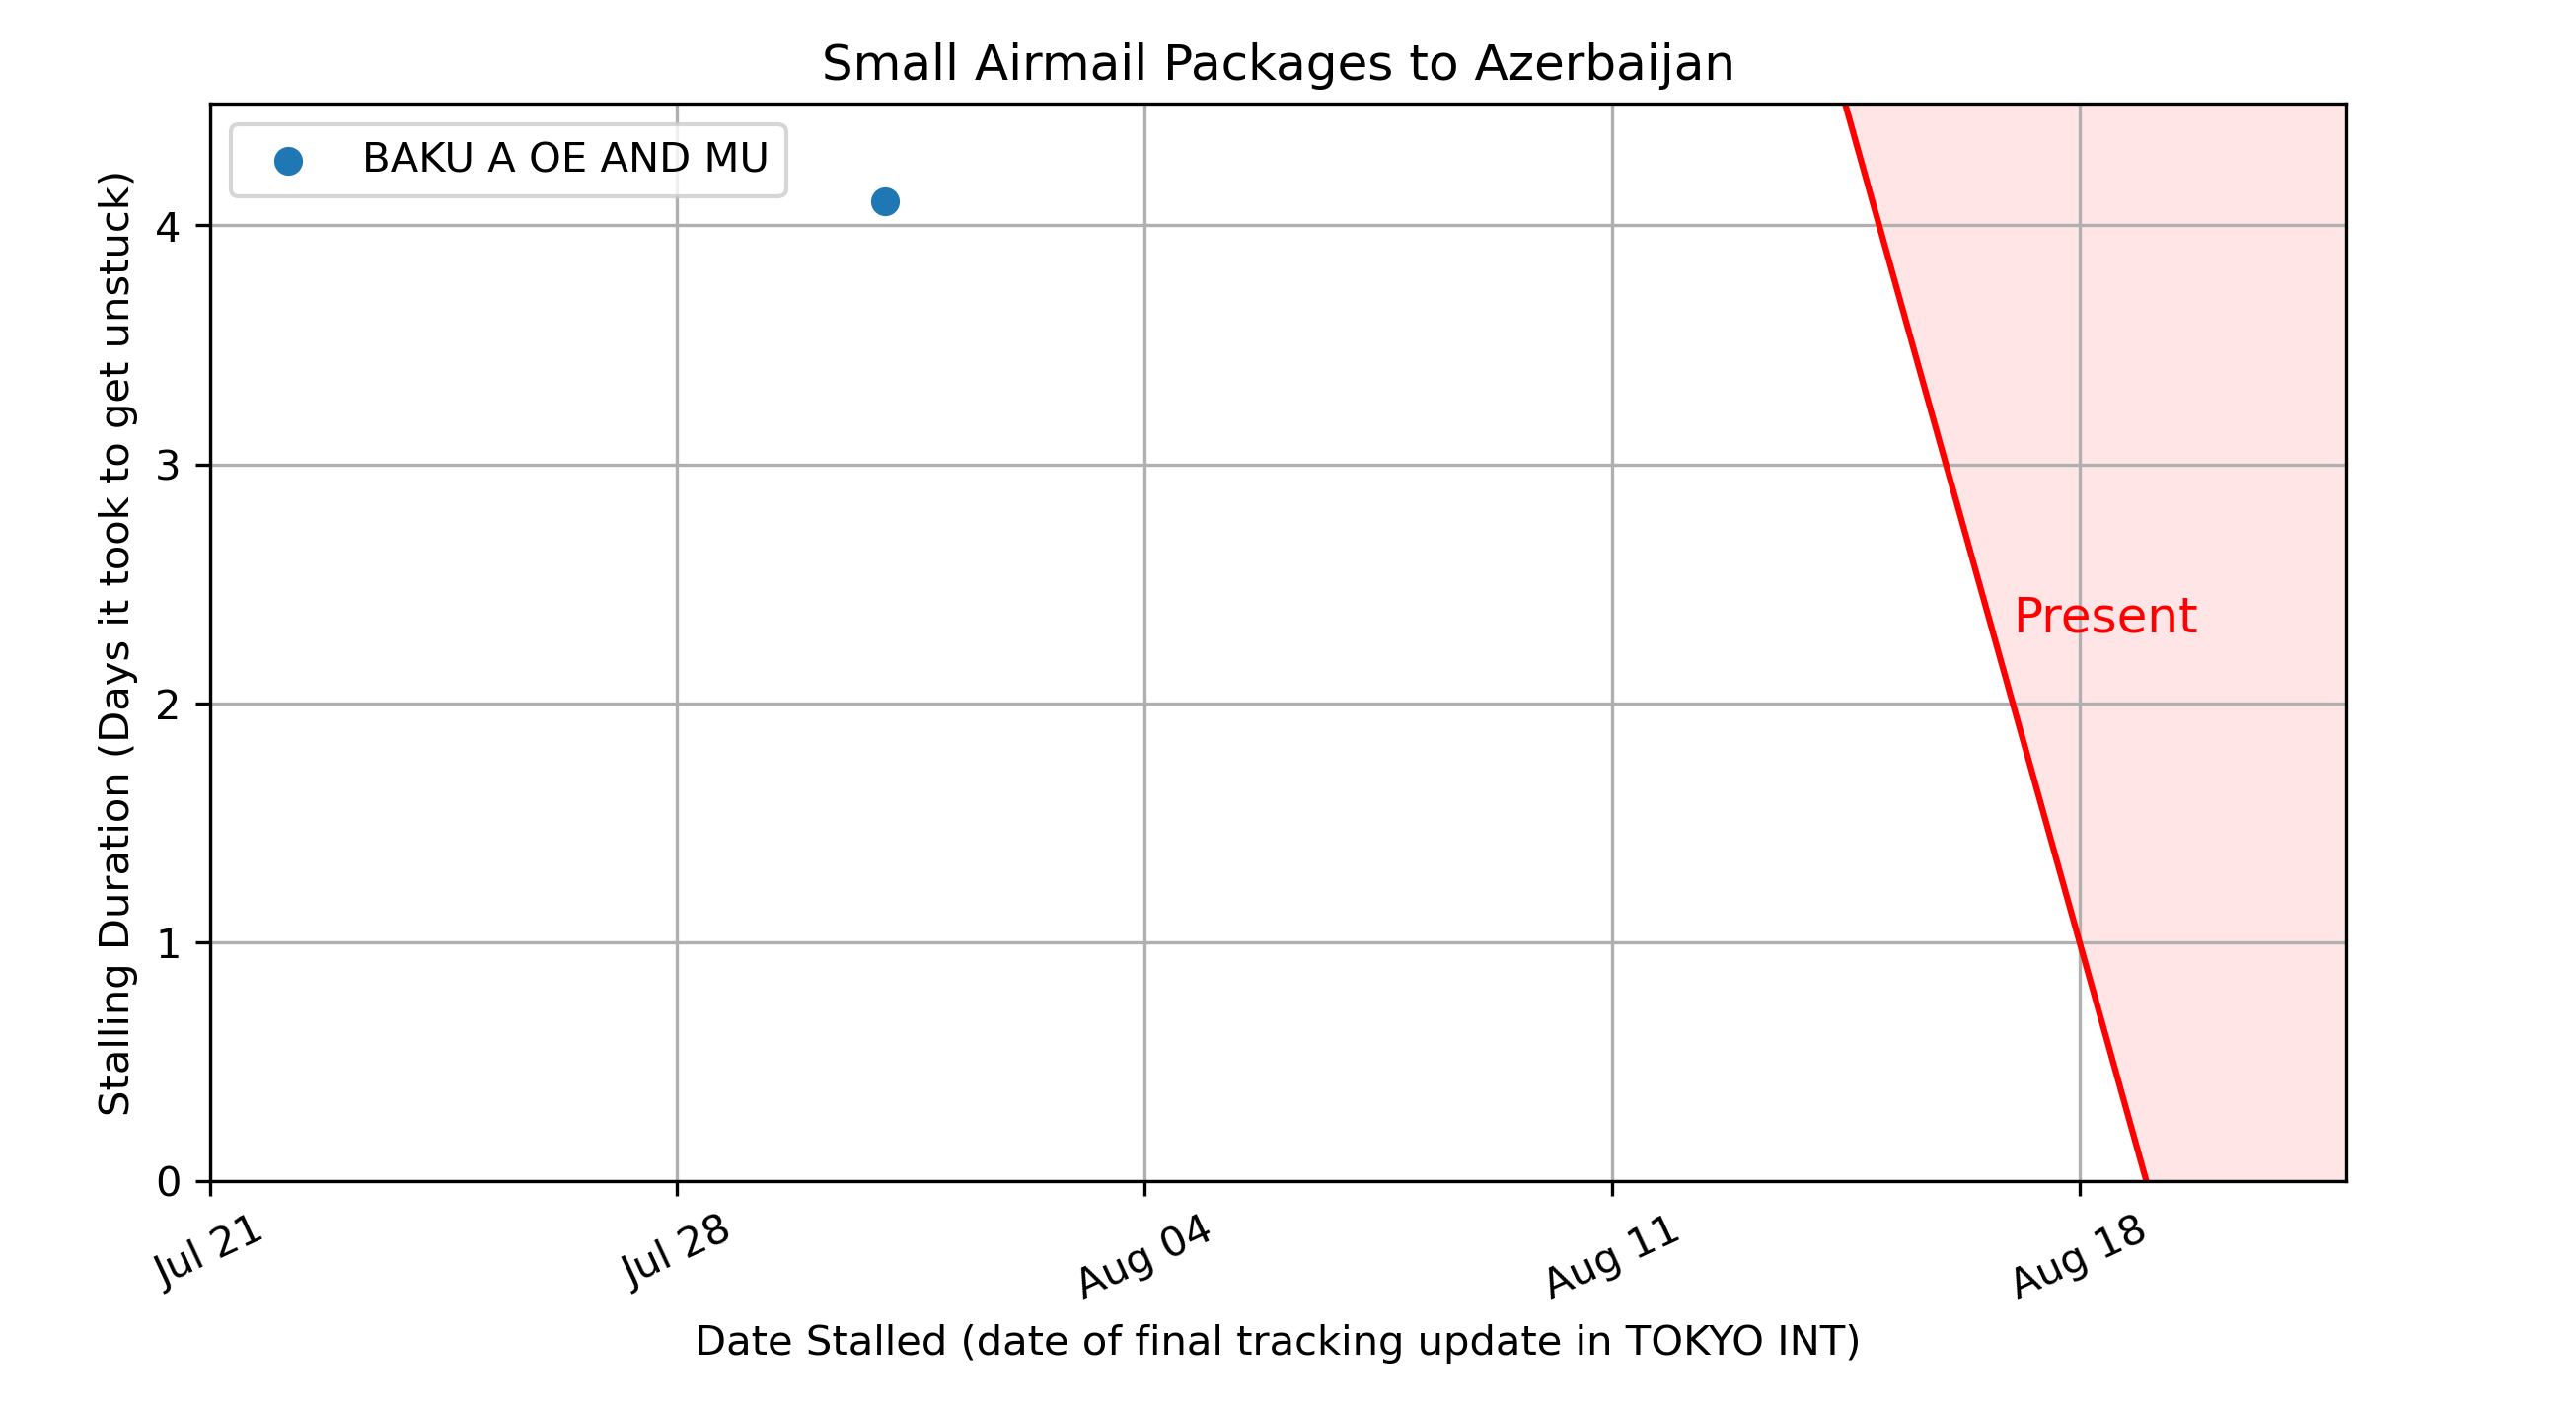 Small Airmail Packages to Azerbaijan
BAKU A OE AND MU
Stalling Duration (Days it took to get unstuck)
4
3
2
1
0
Present
Jul 21
Jul 28
Aug 04
Aug 11
Aug 18
Date Stalled (date of final tracking update in TOKYO INT)